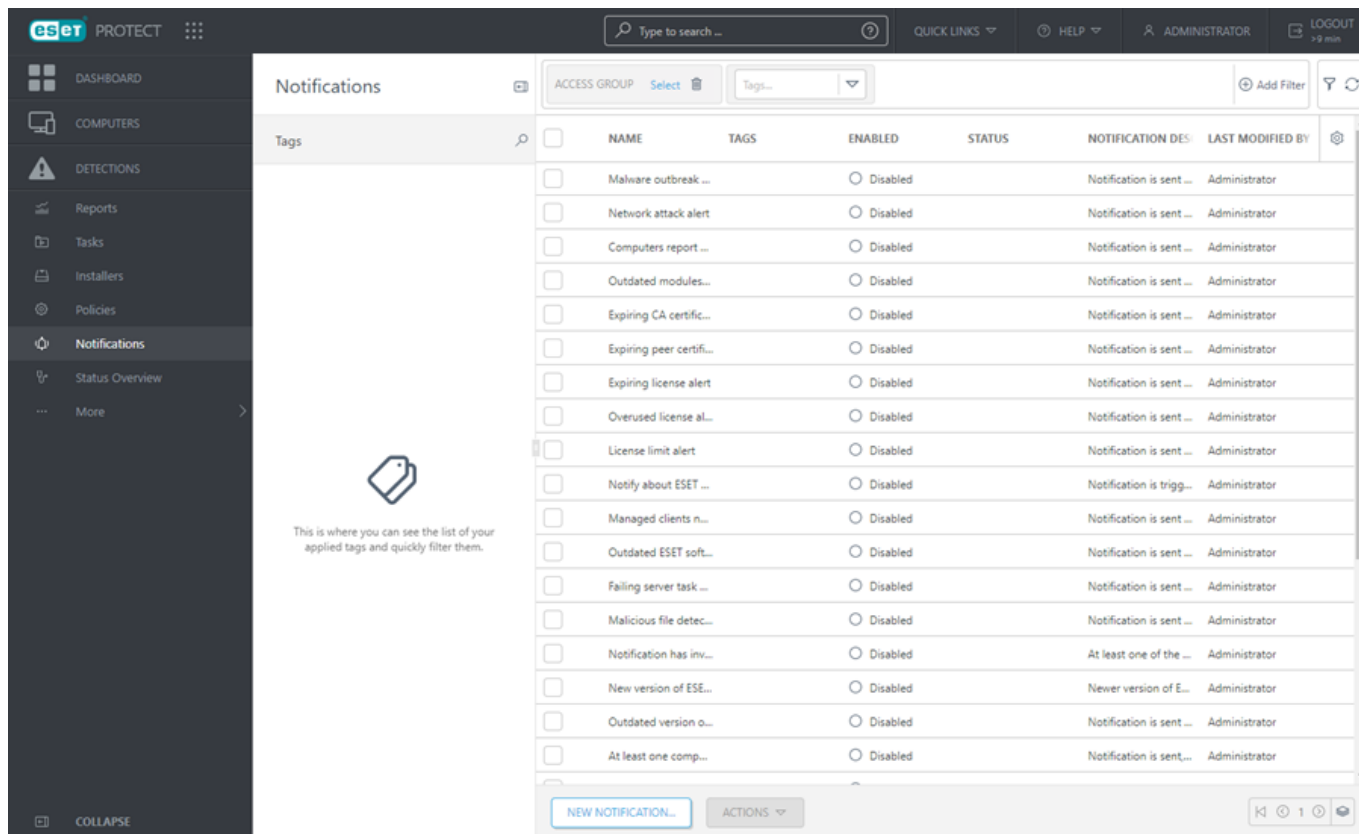 eset PROTECT
Type to search ...
QUICK LINKS
HELP
ADMINISTRATOR
LOGOUT
>9 min
DASHBOARD
COMPUTERS
DETECTIONS
Reports
Tasks
Installers
Policies
Notifications
Status Overview
More
COLLAPSE
Notifications
Tags
This is where you can see the list of your
applied tags and quickly filter them.
ACCESS GROUP Select Tags... Add Filter
NAME TAGS ENABLED STATUS NOTIFICATION DES LAST MODIFIED BY
Malware outbreak ... Disabled Notification is sent ... Administrator
Network attack alert Disabled Notification is sent ... Administrator
Computers report ... Disabled Notification is sent ... Administrator
Outdated modules... Disabled Notification is sent ... Administrator
Expiring CA certific... Disabled Notification is sent ... Administrator
Expiring peer certifi... Disabled Notification is sent ... Administrator
Expiring license alert Disabled Notification is sent ... Administrator
Overused license al... Disabled Notification is sent ... Administrator
License limit alert Disabled Notification is sent ... Administrator
Notify about ESET ... Disabled Notification is trigg... Administrator
Managed clients n... Disabled Notification is sent ... Administrator
Outdated ESET soft... Disabled Notification is sent ... Administrator
Failing server task ... Disabled Notification is sent ... Administrator
Malicious file detec... Disabled Notification is sent ... Administrator
Notification has inv... Disabled At least one of the ... Administrator
New version of ESE... Disabled Newer version of E... Administrator
Outdated version o... Disabled Notification is sent ... Administrator
At least one comp... Disabled Notification is sent,... Administrator
NEW NOTIFICATION... ACTIONS 1